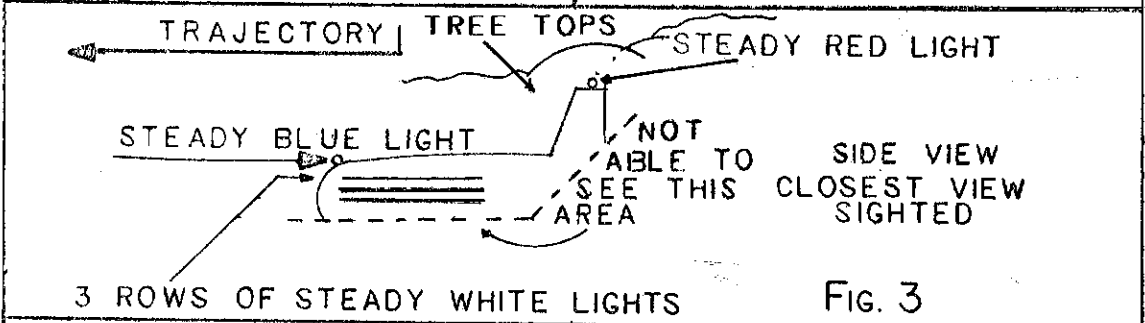 TRAJECTORY
TREE TOPS
STEADY RED LIGHT
STEADY BLUE LIGHT
NOT
ABLE TO
SEE THIS
AREA
SIDE VIEW
CLOSEST VIEW
SIGHTED
3 ROWS OF STEADY WHITE LIGHTS
FIG. 3